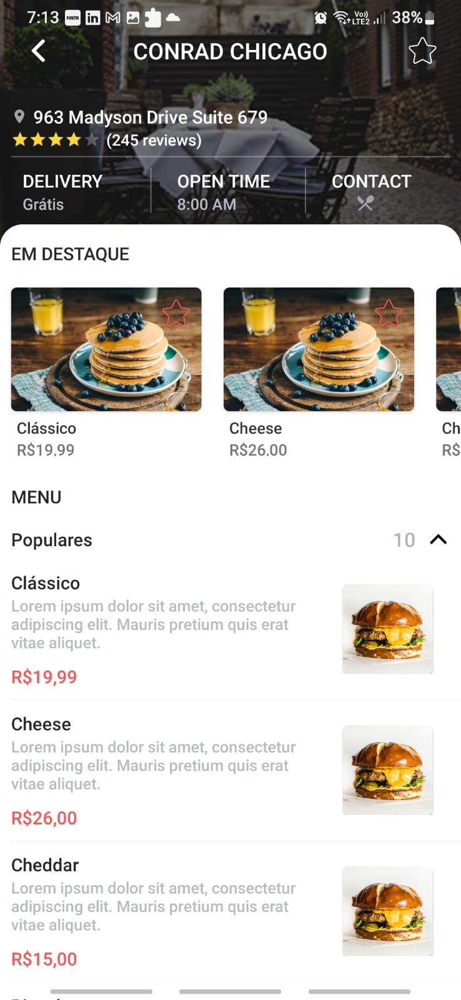 7:13 Paytm in Vo)) LTE2 38%
CONRAD CHICAGO
963 Madyson Drive Suite 679
(245 reviews)
DELIVERY OPEN TIME CONTACT
Grátis 8:00 AM
EM DESTAQUE
Clássico Cheese Ch
R$19,99 R$26,00 R$
MENU
Populares 10
Clássico
Lorem ipsum dolor sit amet, consectetur
adipiscing elit. Mauris pretium quis erat
vitae aliquet.
R$19,99
Cheese
Lorem ipsum dolor sit amet, consectetur
adipiscing elit. Mauris pretium quis erat
vitae aliquet.
R$26,00
Cheddar
Lorem ipsum dolor sit amet, consectetur
adipiscing elit. Mauris pretium quis erat
vitae aliquet.
R$15,00